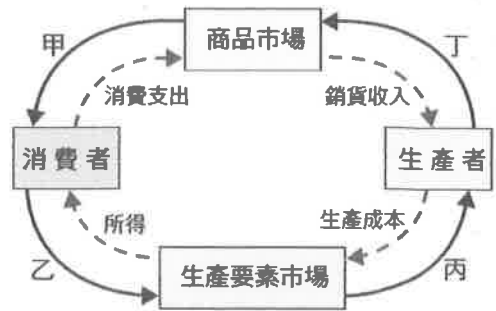 商品市場
甲
丁
消費支出
銷貨收入
消費者
生產者
所得
生產成本
乙
生產要素市場
丙